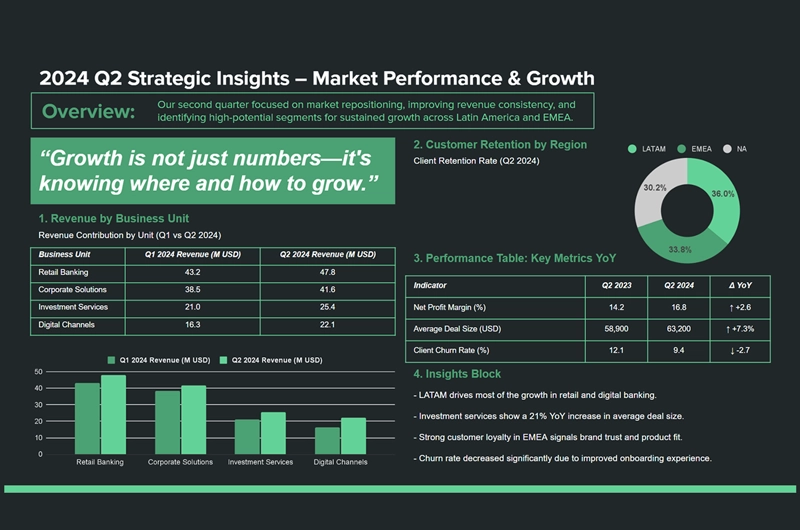 2024 Q2 Strategic Insights – Market Performance & Growth
Overview:
Our second quarter focused on market repositioning, improving revenue consistency, and
identifying high-potential segments for sustained growth across Latin America and EMEA.
“Growth is not just numbers—it's
knowing where and how to grow.”
1. Revenue by Business Unit
Revenue Contribution by Unit (Q1 vs Q2 2024)
Business Unit Q1 2024 Revenue (M USD) Q2 2024 Revenue (M USD)
Retail Banking 43.2 47.8
Corporate Solutions 38.5 41.6
Investment Services 21.0 25.4
Digital Channels 16.3 22.1
Q1 2024 Revenue (M USD) Q2 2024 Revenue (M USD)
50
40
30
20
10
0
Retail Banking Corporate Solutions Investment Services Digital Channels
2. Customer Retention by Region
Client Retention Rate (Q2 2024)
LATAM EMEA NA
30.2%
36.0%
33.8%
3. Performance Table: Key Metrics YoY
Indicator Q2 2023 Q2 2024 Δ YoY
Net Profit Margin (%) 14.2 16.8 ↑ +2.6
Average Deal Size (USD) 58,900 63,200 ↑ +7.3%
Client Churn Rate (%) 12.1 9.4 ↓ -2.7
4. Insights Block
- LATAM drives most of the growth in retail and digital banking.
- Investment services show a 21% YoY increase in average deal size.
- Strong customer loyalty in EMEA signals brand trust and product fit.
- Churn rate decreased significantly due to improved onboarding experience.